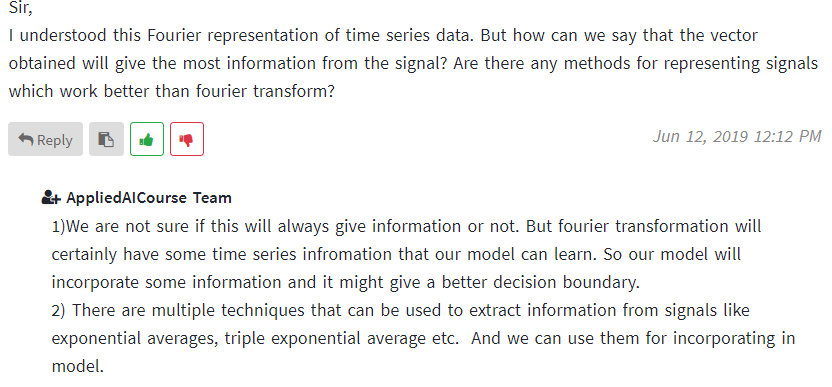 Sir,
I understood this Fourier representation of time series data. But how can we say that the vector
obtained will give the most information from the signal? Are there any methods for representing signals
which work better than fourier transform?
Reply
Jun 12, 2019 12:12 PM
AppliedAICourse Team
1)We are not sure if this will always give information or not. But fourier transformation will
certainly have some time series infromation that our model can learn. So our model will
incorporate some information and it might give a better decision boundary.
2) There are multiple techniques that can be used to extract information from signals like
exponential averages, triple exponential average etc.  And we can use them for incorporating in
model.